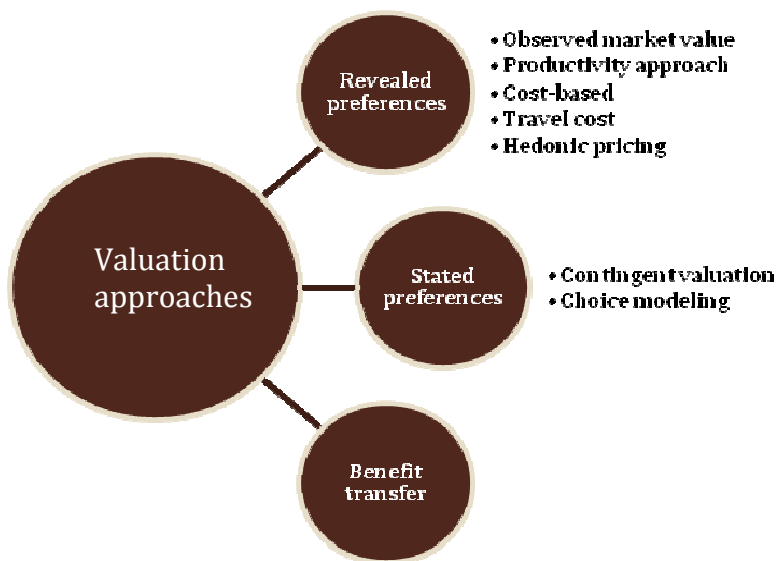 Valuation
approaches
Revealed
preferences
• Observed market value
• Productivity approach
• Cost-based
• Travel cost
• Hedonic pricing
Stated
preferences
• Contingent valuation
• Choice modeling
Benefit
transfer